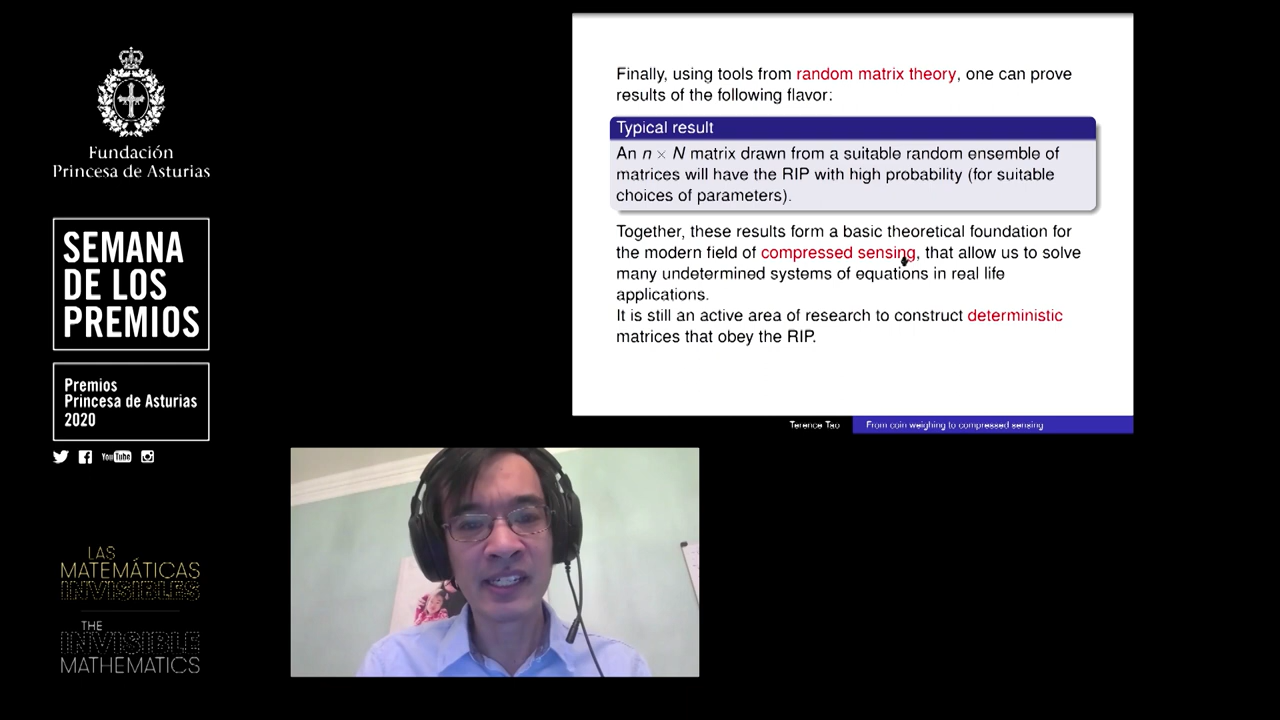 Fundación
Princesa de Asturias
SEMANA
DE LOS
PREMIOS
Premios
Princesa de Asturias
2020
YouTube
LAS
MATEMÁTICAS
INVISIBLES
THE
INVISIBLE
MATHEMATICS
Finally, using tools from random matrix theory, one can prove
results of the following flavor:
Typical result
An n × N matrix drawn from a suitable random ensemble of
matrices will have the RIP with high probability (for suitable
choices of parameters).
Together, these results form a basic theoretical foundation for
the modern field of compressed sensing, that allow us to solve
many undetermined systems of equations in real life
applications.
It is still an active area of research to construct deterministic
matrices that obey the RIP.
Terence Tao
From coin weighing to compressed sensing